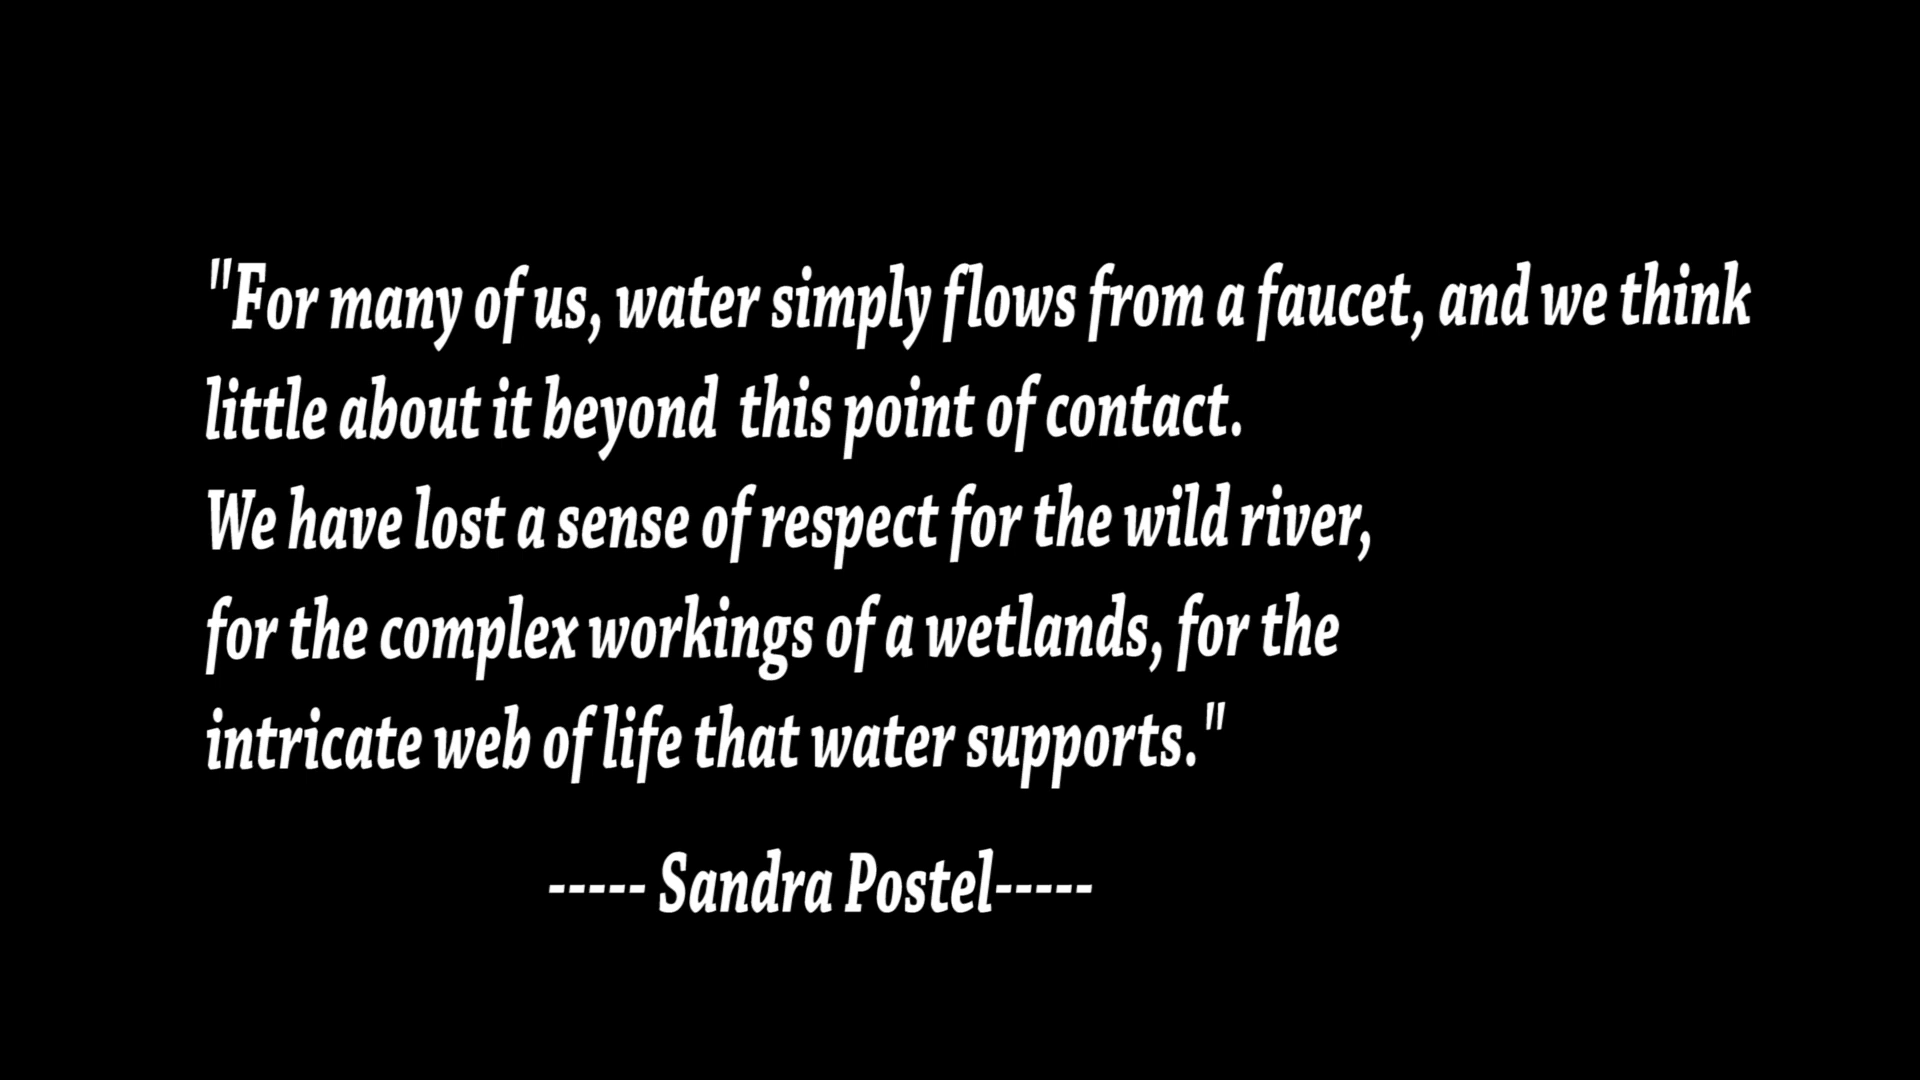 "For many of us, water simply flows from a faucet, and we think
little about it beyond  this point of contact.
We have lost a sense of respect for the wild river,
for the complex workings of a wetlands, for the
intricate web of life that water supports."
----- Sandra Postel-----